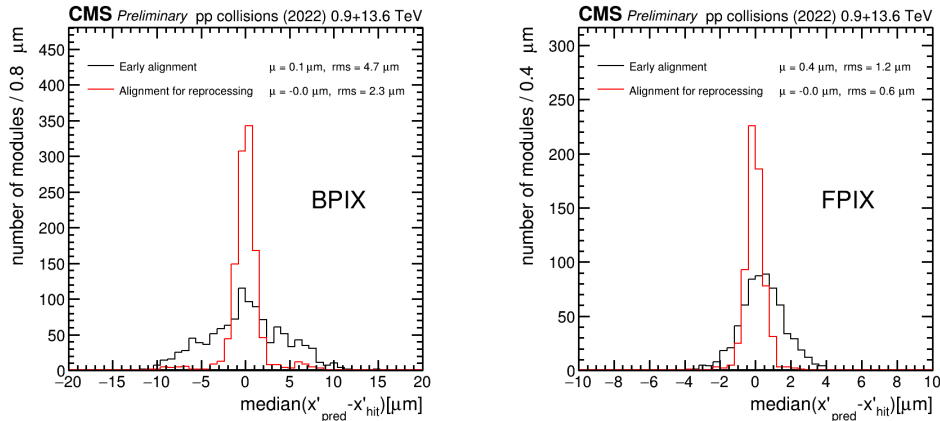 CMS Preliminary pp collisions (2022) 0.9+13.6 TeV
number of modules / 0.8 μm
450
400
350
300
250
200
150
100
50
0
Early alignment μ = 0.1 μm, rms = 4.7 μm
Alignment for reprocessing μ = -0.0 μm, rms = 2.3 μm
BPIX
−20 −15 −10 −5 0 5 10 15 20
median(x'pred-x'hit)[μm]
CMS Preliminary pp collisions (2022) 0.9+13.6 TeV
number of modules / 0.4 μm
300
250
200
150
100
50
0
Early alignment μ = 0.4 μm, rms = 1.2 μm
Alignment for reprocessing μ = -0.0 μm, rms = 0.6 μm
FPIX
−10 −8 −6 −4 −2 0 2 4 6 8 10
median(x'pred-x'hit)[μm]